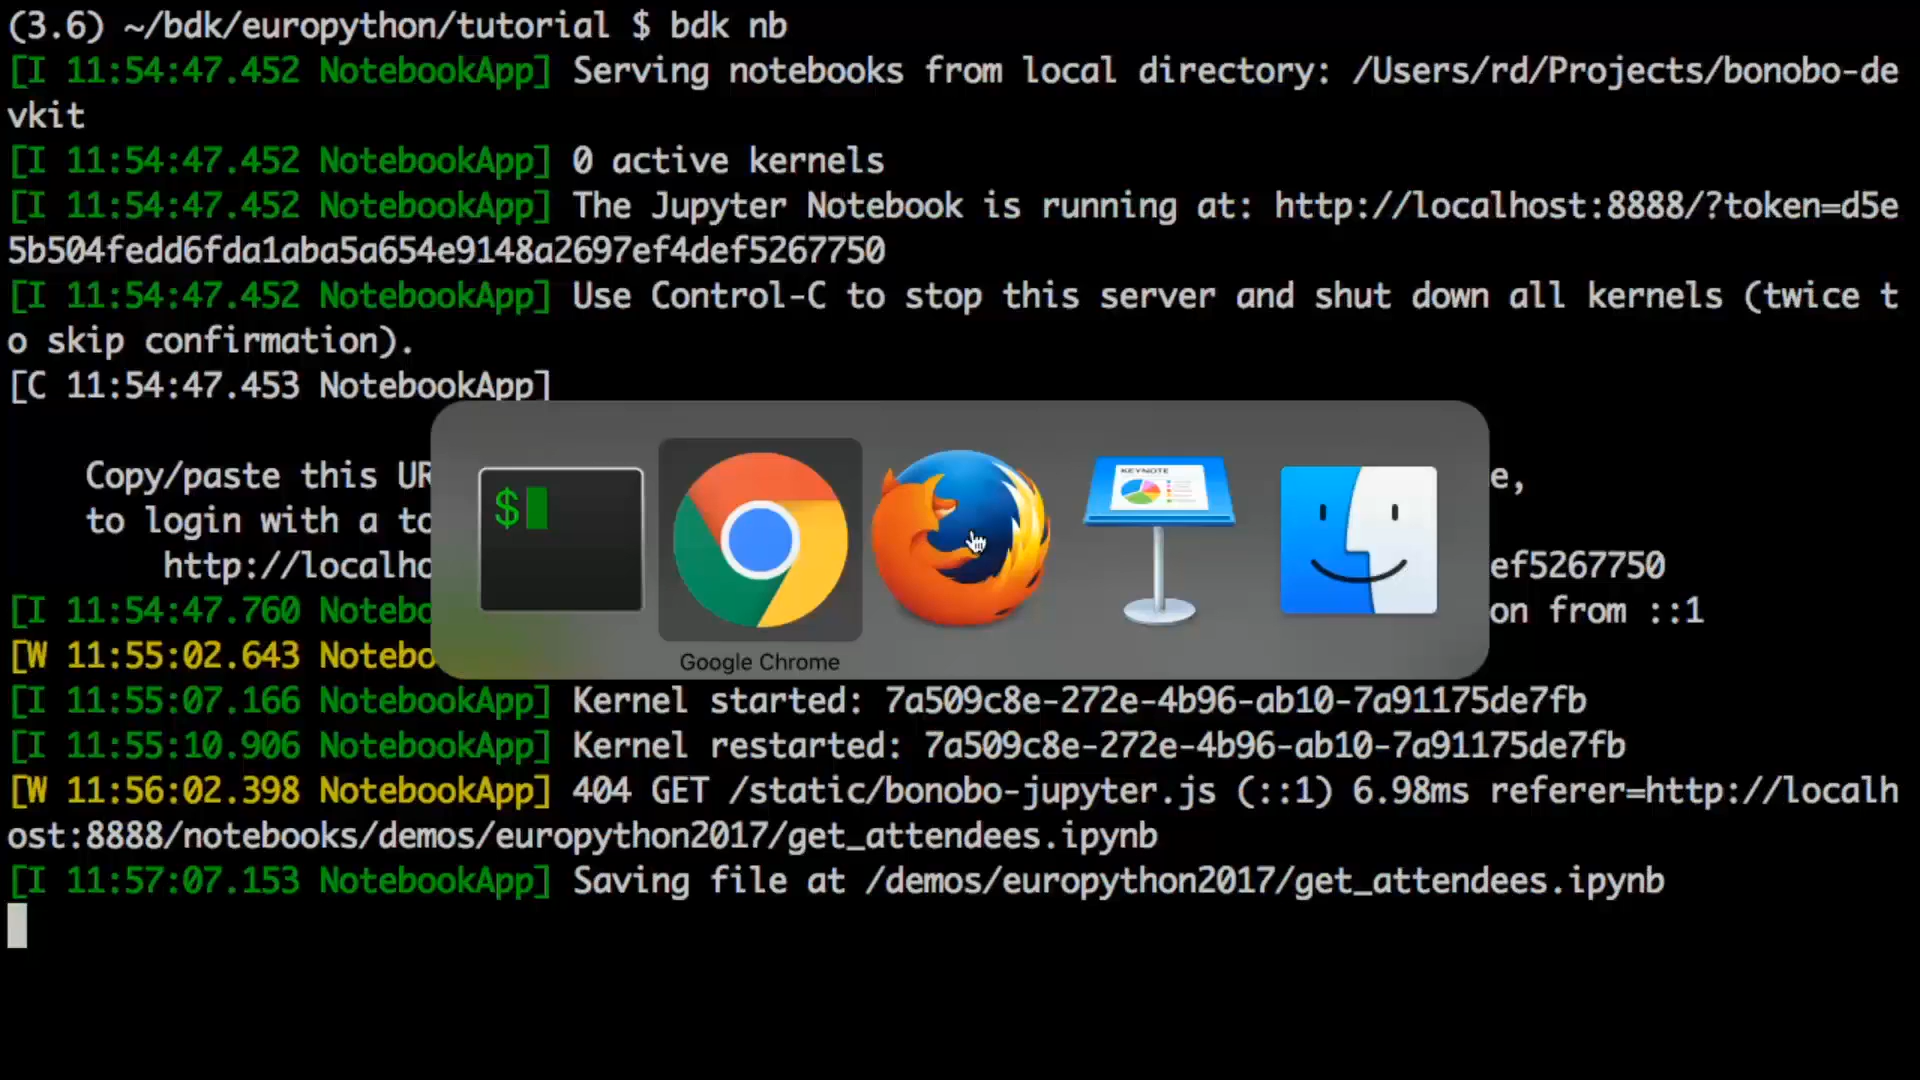 (3.6) ~/bdk/europython/tutorial $ bdk nb
[I 11:54:47.452 NotebookApp] Serving notebooks from local directory: /Users/rd/Projects/bonobo-de
vkit
[I 11:54:47.452 NotebookApp] 0 active kernels
[I 11:54:47.452 NotebookApp] The Jupyter Notebook is running at: http://localhost:8888/?token=d5e
5b504fedd6fda1aba5a654e9148a2697ef4def5267750
[I 11:54:47.452 NotebookApp] Use Control-C to stop this server and shut down all kernels (twice t
o skip confirmation).
[C 11:54:47.453 NotebookApp]
Copy/paste this UR e,
to login with a to
http://localho ef5267750
[I 11:54:47.760 Notebo on from ::1
[W 11:55:02.643 Notebo
$
KEYNOTE
Google Chrome
[I 11:55:07.166 NotebookApp] Kernel started: 7a509c8e-272e-4b96-ab10-7a91175de7fb
[I 11:55:10.906 NotebookApp] Kernel restarted: 7a509c8e-272e-4b96-ab10-7a91175de7fb
[W 11:56:02.398 NotebookApp] 404 GET /static/bonobo-jupyter.js (::1) 6.98ms referer=http://localh
ost:8888/notebooks/demos/europython2017/get_attendees.ipynb
[I 11:57:07.153 NotebookApp] Saving file at /demos/europython2017/get_attendees.ipynb